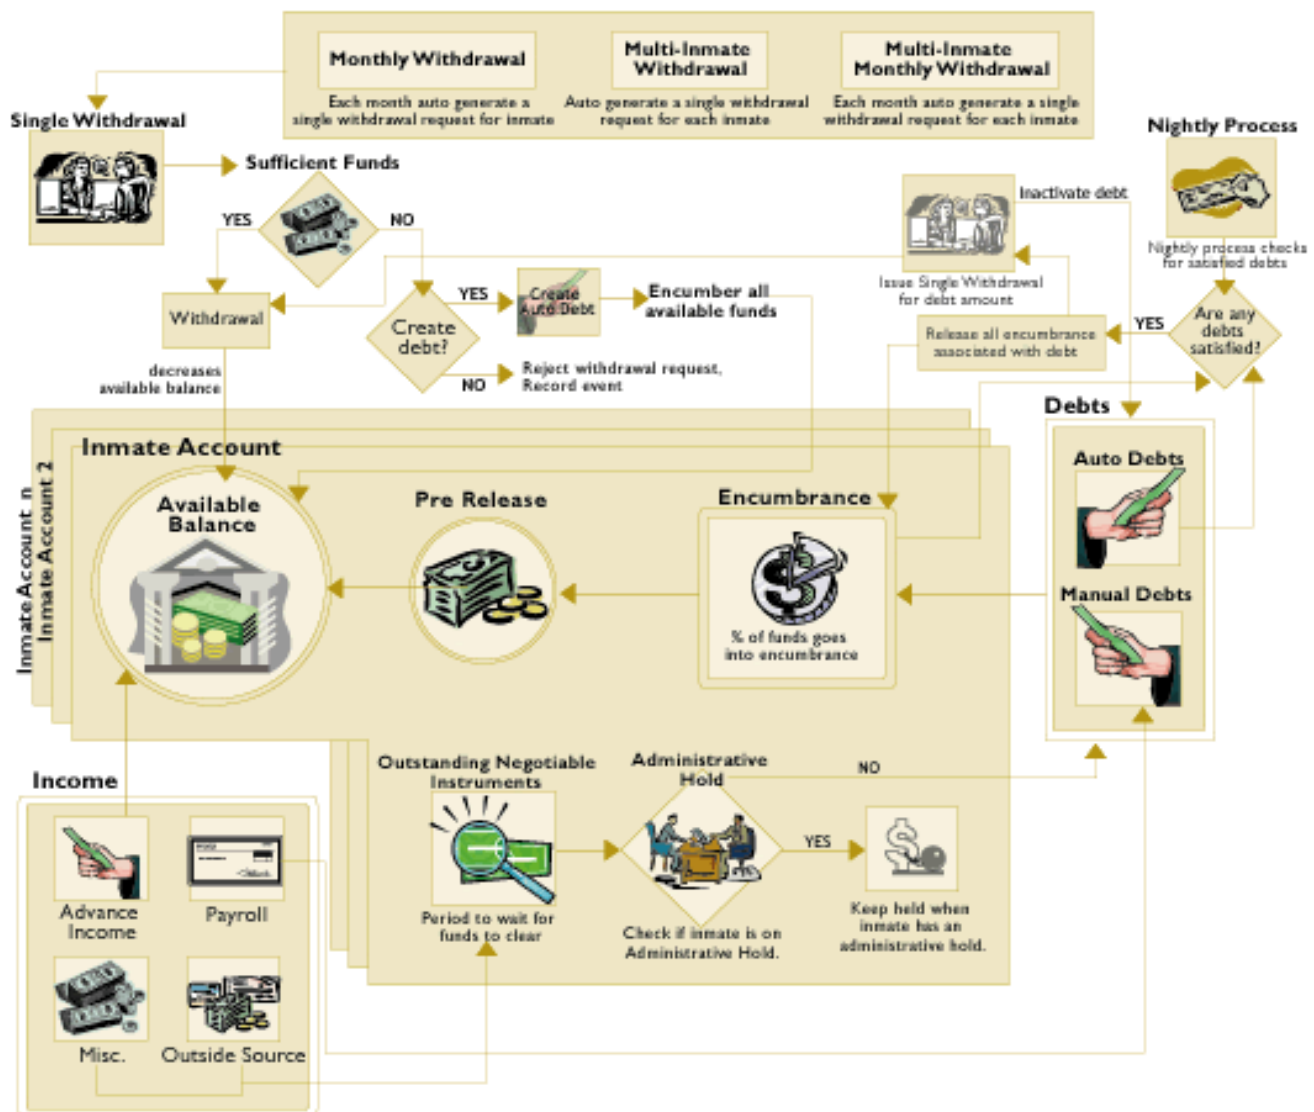 Monthly Withdrawal
Each month auto generate a
single withdrawal request for inmate
Multi-Inmate
Withdrawal
Auto generate a single withdrawal
request for each inmate
Multi-Inmate
Monthly Withdrawal
Each month auto generate a single
withdrawal request for each inmate
Single Withdrawal
Sufficient Funds
YES
NO
Withdrawal
decreases
available balance
Create
debt?
YES
Create
Auto Debt
Encumber all
available funds
NO
Reject withdrawal request,
Record event
Inactivate debt
Issue Single Withdrawal
for debt amount
Release all encumbrance
associated with debt
Nightly Process
Nightly process checks
for satisfied debts
YES
Are any
debts
satisfied?
Inmate Account n
Inmate Account 2
Inmate Account
Available
Balance
Pre Release
Encumbrance
% of funds goes
into encumbrance
Debts
Auto Debts
Manual Debts
Income
Advance
Income
Payroll
Misc.
Outside Source
Outstanding Negotiable
Instruments
Period to wait for
funds to clear
Administrative
Hold
Check if inmate is on
Administrative Hold.
NO
YES
Keep held when
inmate has an
administrative hold.